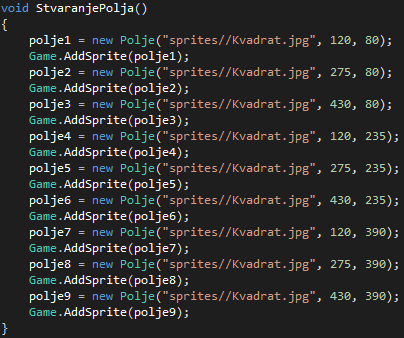 void StvaranjePolja()
{
    polje1 = new Polje("sprites//Kvadrat.jpg", 120, 80);
    Game.AddSprite(polje1);
    polje2 = new Polje("sprites//Kvadrat.jpg", 275, 80);
    Game.AddSprite(polje2);
    polje3 = new Polje("sprites//Kvadrat.jpg", 430, 80);
    Game.AddSprite(polje3);
    polje4 = new Polje("sprites//Kvadrat.jpg", 120, 235);
    Game.AddSprite(polje4);
    polje5 = new Polje("sprites//Kvadrat.jpg", 275, 235);
    Game.AddSprite(polje5);
    polje6 = new Polje("sprites//Kvadrat.jpg", 430, 235);
    Game.AddSprite(polje6);
    polje7 = new Polje("sprites//Kvadrat.jpg", 120, 390);
    Game.AddSprite(polje7);
    polje8 = new Polje("sprites//Kvadrat.jpg", 275, 390);
    Game.AddSprite(polje8);
    polje9 = new Polje("sprites//Kvadrat.jpg", 430, 390);
    Game.AddSprite(polje9);
}